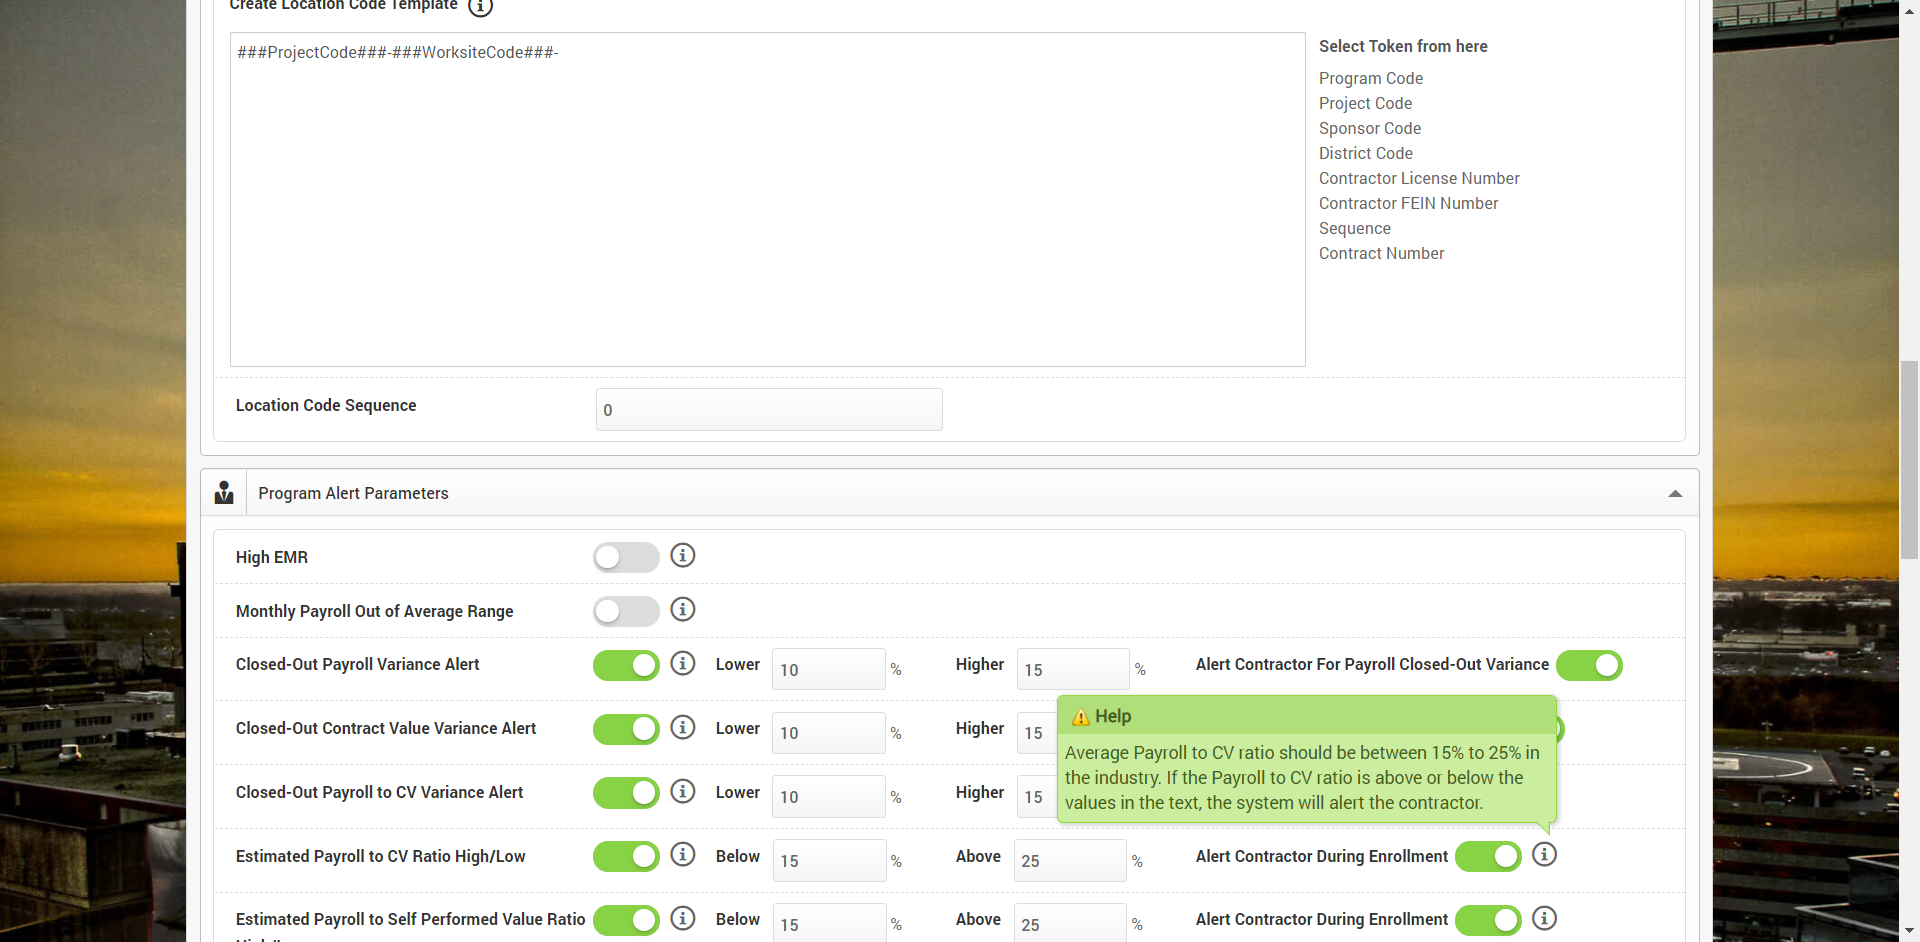 Create Location Code Template
###ProjectCode###-###WorksiteCode###-
Select Token from here
Program Code
Project Code
Sponsor Code
District Code
Contractor License Number
Contractor FEIN Number
Sequence
Contract Number
Location Code Sequence 0
Program Alert Parameters
High EMR
Monthly Payroll Out of Average Range
Closed-Out Payroll Variance Alert Lower 10 % Higher 15 % Alert Contractor For Payroll Closed-Out Variance
Closed-Out Contract Value Variance Alert Lower 10 % Higher 15
Help
Average Payroll to CV ratio should be between 15% to 25% in
the industry. If the Payroll to CV ratio is above or below the
values in the text, the system will alert the contractor.
Closed-Out Payroll to CV Variance Alert Lower 10 % Higher 15
Estimated Payroll to CV Ratio High/Low Below 15 % Above 25 % Alert Contractor During Enrollment
Estimated Payroll to Self Performed Value Ratio Below 15 % Above 25 % Alert Contractor During Enrollment